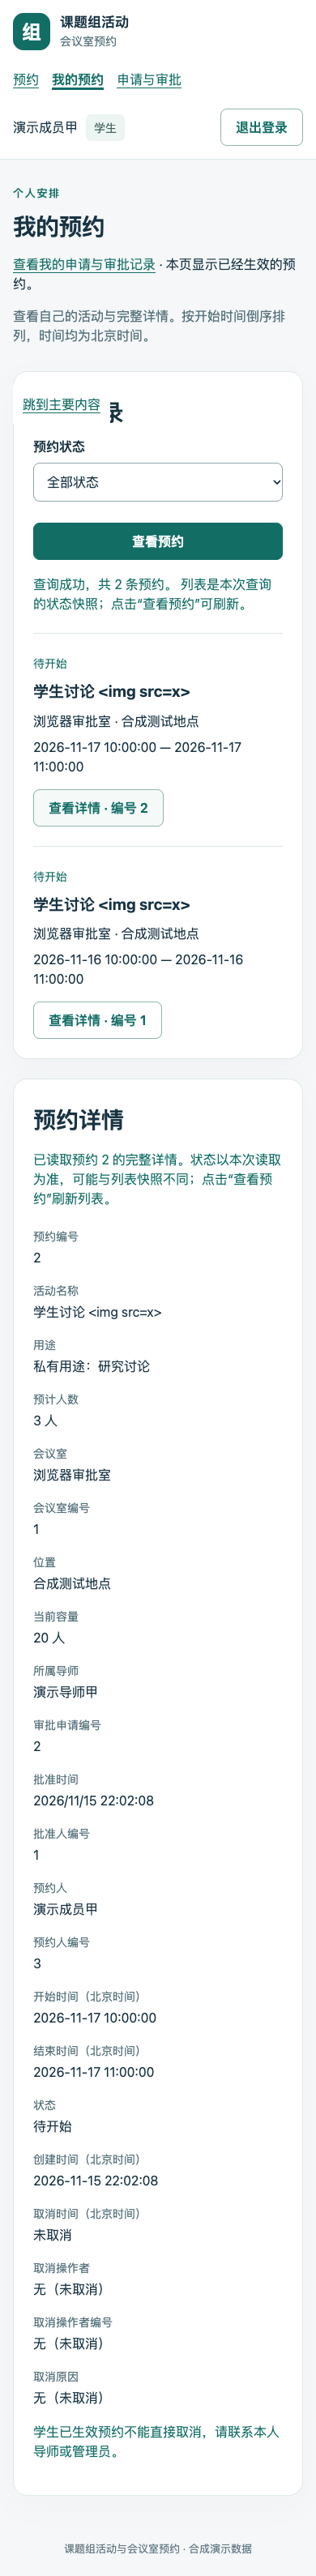 组
课题组活动
会议室预约
预约 我的预约 申请与审批
演示成员甲 学生 退出登录
个人安排
我的预约
查看我的申请与审批记录 · 本页显示已经生效的预
约。
查看自己的活动与完整详情。按开始时间倒序排
列，时间均为北京时间。
跳到主要内容
录
预约状态
全部状态
查看预约
查询成功，共 2 条预约。 列表是本次查询
的状态快照；点击“查看预约”可刷新。
待开始
学生讨论 <img src=x>
浏览器审批室 · 合成测试地点
2026-11-17 10:00:00 — 2026-11-17
11:00:00
查看详情 · 编号 2
待开始
学生讨论 <img src=x>
浏览器审批室 · 合成测试地点
2026-11-16 10:00:00 — 2026-11-16
11:00:00
查看详情 · 编号 1
预约详情
已读取预约 2 的完整详情。状态以本次读取
为准，可能与列表快照不同；点击“查看预
约”刷新列表。
预约编号
2
活动名称
学生讨论 <img src=x>
用途
私有用途：研究讨论
预计人数
3 人
会议室
浏览器审批室
会议室编号
1
位置
合成测试地点
当前容量
20 人
所属导师
演示导师甲
审批申请编号
2
批准时间
2026/11/15 22:02:08
批准人编号
1
预约人
演示成员甲
预约人编号
3
开始时间（北京时间）
2026-11-17 10:00:00
结束时间（北京时间）
2026-11-17 11:00:00
状态
待开始
创建时间（北京时间）
2026-11-15 22:02:08
取消时间（北京时间）
未取消
取消操作者
无（未取消）
取消操作者编号
无（未取消）
取消原因
无（未取消）
学生已生效预约不能直接取消，请联系本人
导师或管理员。
课题组活动与会议室预约 · 合成演示数据